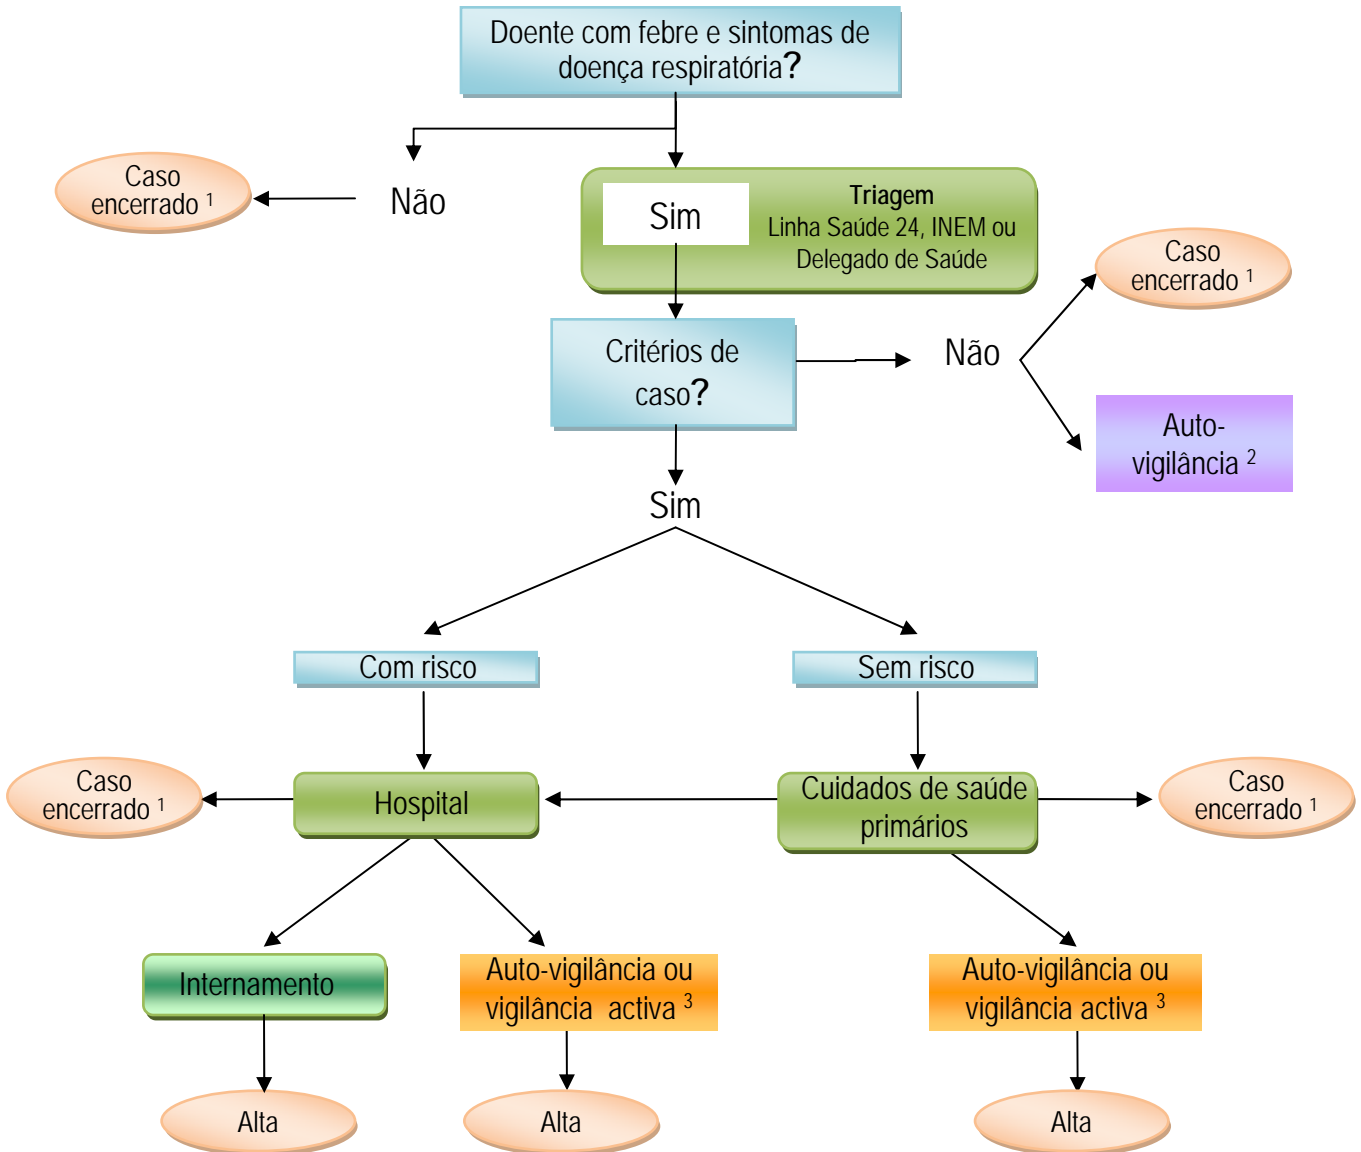 Doente com febre e sintomas de
doença respiratória?
Caso
encerrado 1
Não
Sim
Triagem
Linha Saúde 24, INEM ou
Delegado de Saúde
Caso
encerrado 1
Critérios de
caso?
Não
Auto-
vigilância 2
Sim
Com risco
Sem risco
Caso
encerrado 1
Hospital
Cuidados de saúde
primários
Caso
encerrado 1
Internamento
Auto-vigilância ou
vigilância activa 3
Auto-vigilância ou
vigilância activa 3
Alta
Alta
Alta